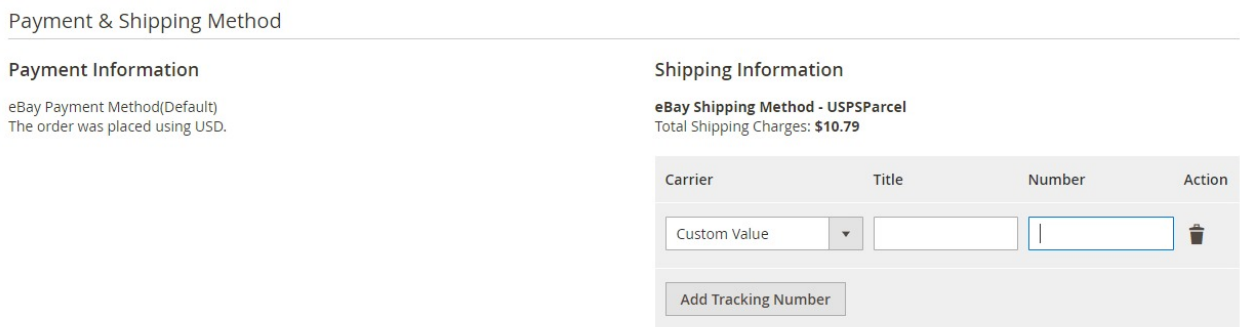 Payment & Shipping Method
Payment Information
eBay Payment Method(Default)
The order was placed using USD.
Shipping Information
eBay Shipping Method - USPSParcel
Total Shipping Charges: $10.79
Carrier Title Number Action
Custom Value
Add Tracking Number